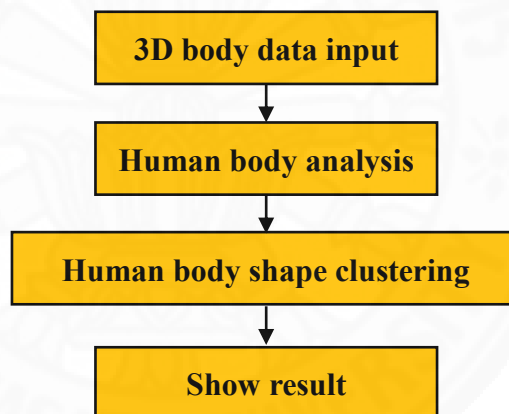 3D body data input
Human body analysis
Human body shape clustering
Show result